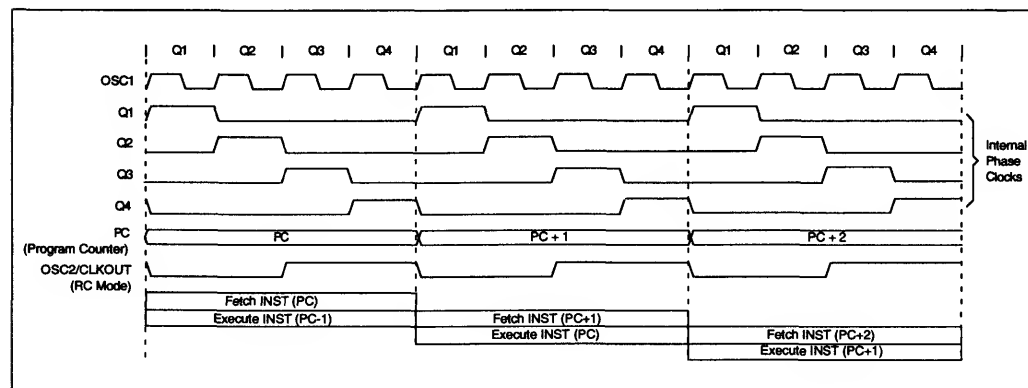 Q1 | Q2 | Q3 | Q4 | Q1 | Q2 | Q3 | Q4 | Q1 | Q2 | Q3 | Q4
OSC1
Q1
Q2
Q3
Q4
Internal
Phase
Clocks
PC
(Program Counter)
PC
PC + 1
PC + 2
OSC2/CLKOUT
(RC Mode)
Fetch INST (PC)
Execute INST (PC-1)
Fetch INST (PC+1)
Execute INST (PC)
Fetch INST (PC+2)
Execute INST (PC+1)